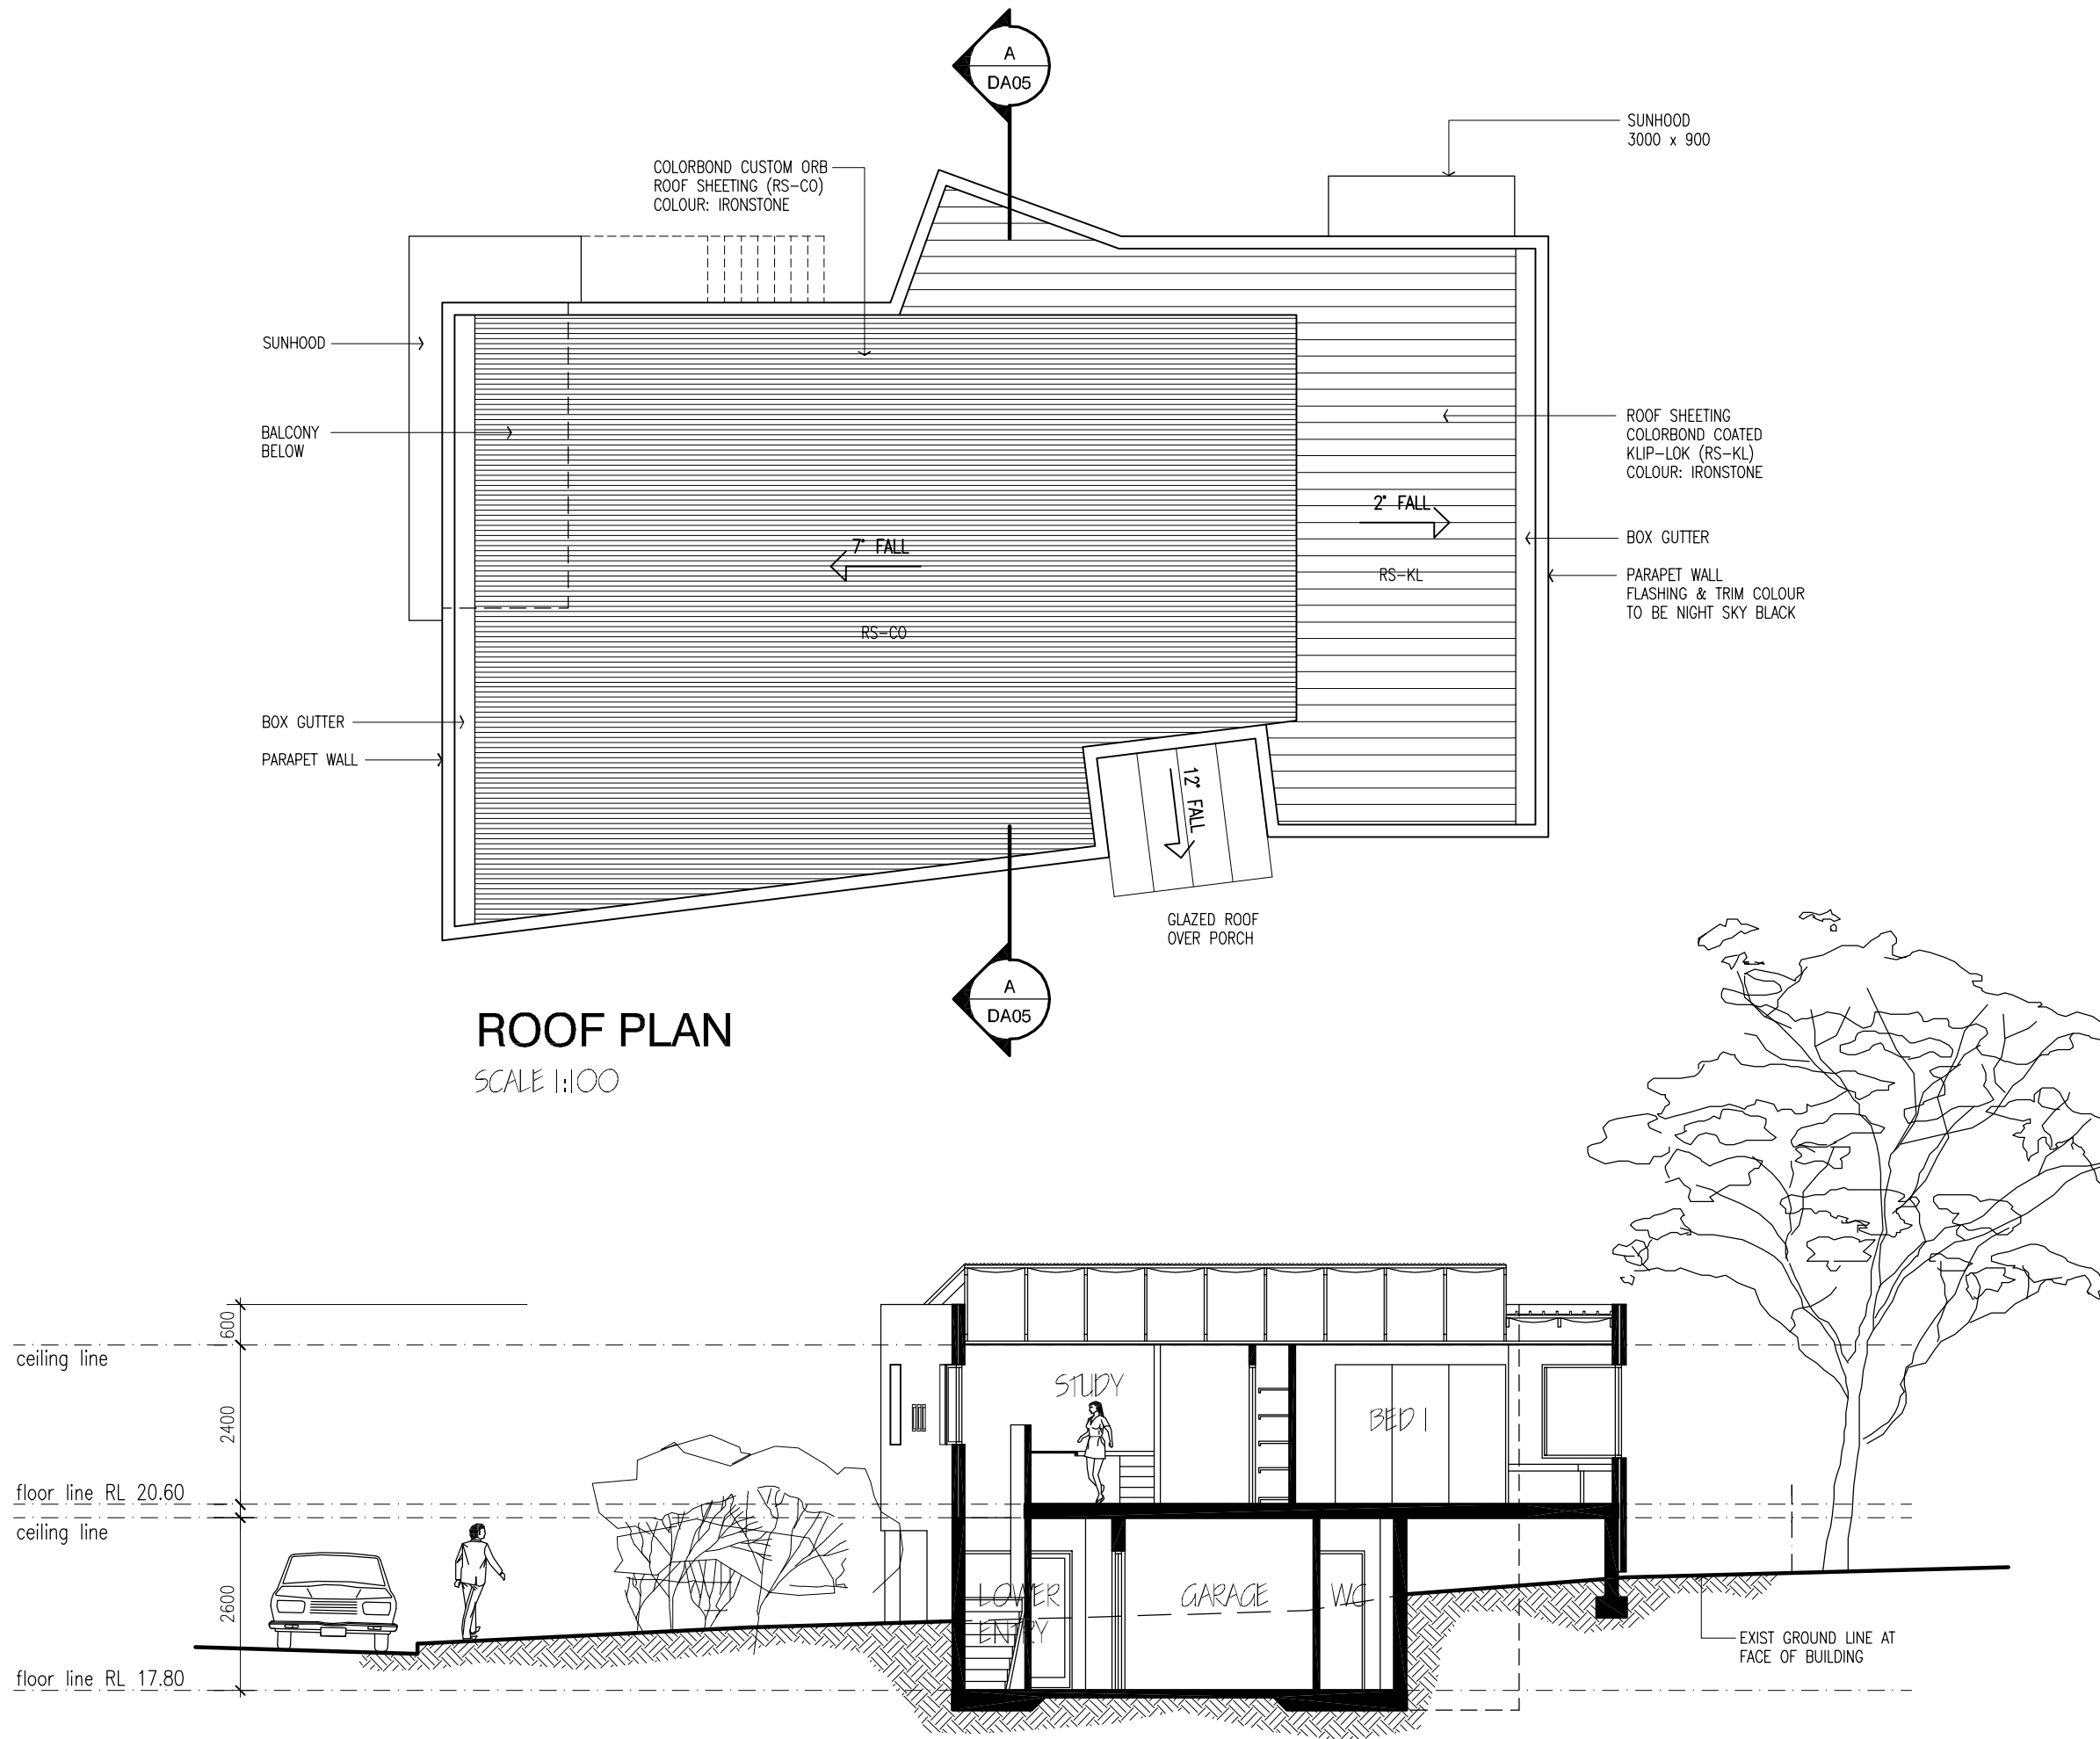 A
DA05
SUNHOOD
3000 x 900
COLORBOND CUSTOM ORB
ROOF SHEETING (RS-CO)
COLOUR: IRONSTONE
SUNHOOD
BALCONY
BELOW
ROOF SHEETING
COLORBOND COATED
KLIP-LOK (RS-KL)
COLOUR: IRONSTONE
2° FALL
7° FALL
BOX GUTTER
RS-KL
PARAPET WALL
FLASHING & TRIM COLOUR
TO BE NIGHT SKY BLACK
RS-CO
BOX GUTTER
PARAPET WALL
12° FALL
GLAZED ROOF
OVER PORCH
A
DA05
ROOF PLAN
SCALE 1:100
600
ceiling line
2400
STUDY
BED 1
floor line RL 20.60
ceiling line
2600
LOWER
ENTRY
GARAGE
WC
EXIST GROUND LINE AT
FACE OF BUILDING
floor line RL 17.80